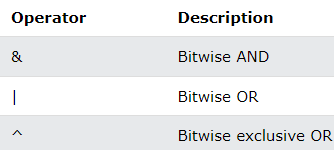 Operator Description
& Bitwise AND
| Bitwise OR
^ Bitwise exclusive OR